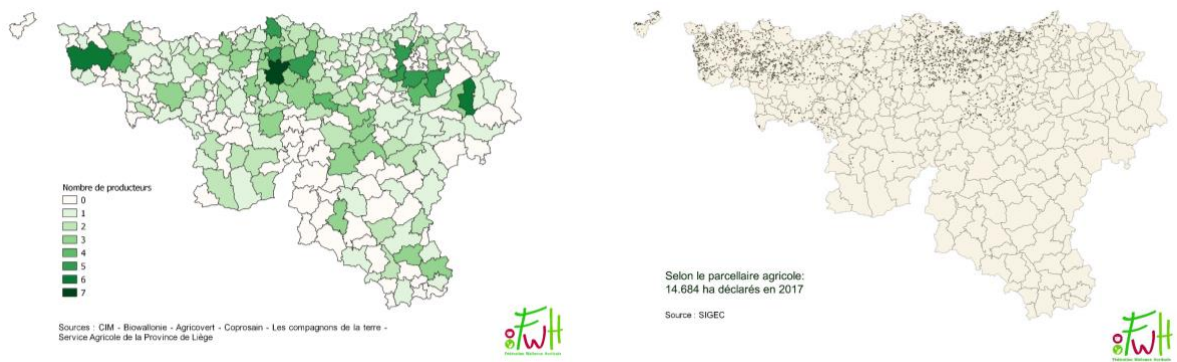 Nombre de producteurs
0
1
2
3
4
5
6
7
Sources : CIM - Biowallonie - Agricovert - Coprosain - Les compagnons de la terre -
Service Agricole de la Province de Liège
FWH
Selon le parcellaire agricole:
14.684 ha déclarés en 2017
Source : SIGEC
FWH